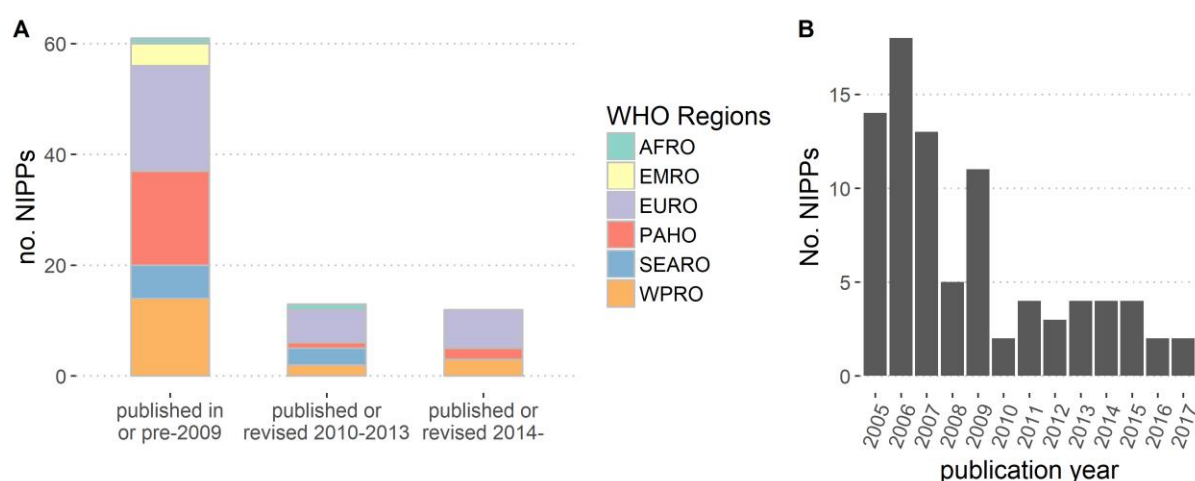 A
no. NIPPs
60
40
20
0
published in
or pre-2009
published or
revised 2010-2013
published or
revised 2014-
WHO Regions
AFRO
EMRO
EURO
PAHO
SEARO
WPRO
B
No. NIPPs
15
10
5
0
2005
2006
2007
2008
2009
2010
2011
2012
2013
2014
2015
2016
2017
publication year